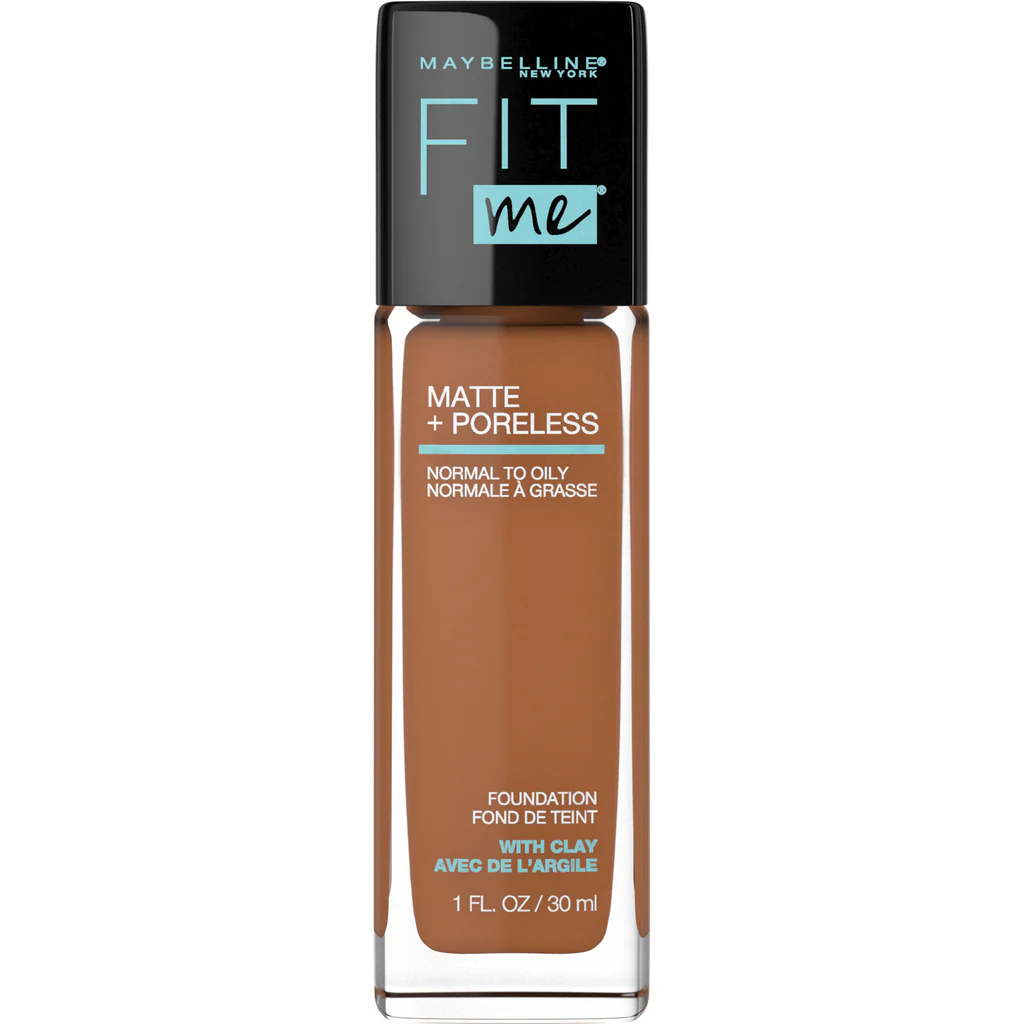 MAYBELLINE®
NEW YORK
FIT
me®
MATTE
+ PORELESS
NORMAL TO OILY
NORMALE À GRASSE
FOUNDATION
FOND DE TEINT
WITH CLAY
AVEC DE L'ARGILE
1 FL. OZ / 30 ml